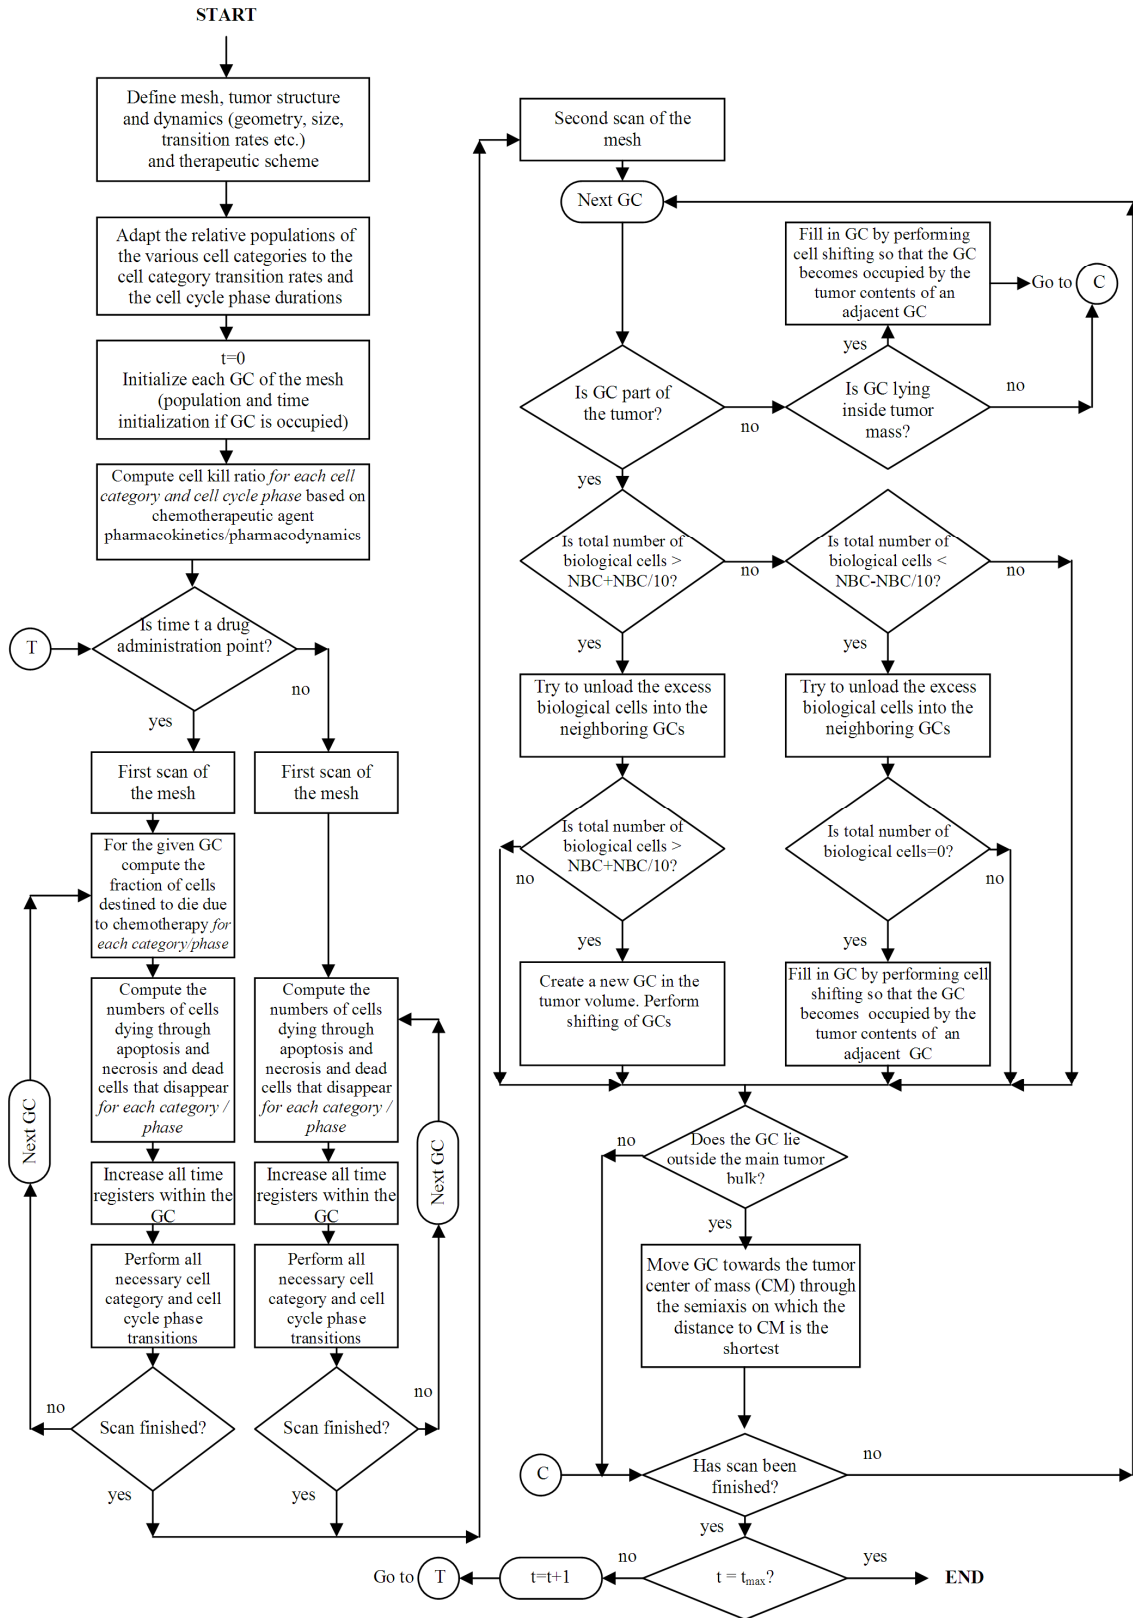 START
Define mesh, tumor structure
and dynamics (geometry, size,
transition rates etc.)
and therapeutic scheme
Adapt the relative populations of
the various cell categories to the
cell category transition rates and
the cell cycle phase durations
t=0
Initialize each GC of the mesh
(population and time
initialization if GC is occupied)
Compute cell kill ratio for each cell
category and cell cycle phase based on
chemotherapeutic agent
pharmacokinetics/pharmacodynamics
T
Is time t a drug
administration point?
yes
no
First scan of
the mesh
First scan of
the mesh
For the given GC
compute the
fraction of cells
destined to die due
to chemotherapy for
each category/phase
Compute the
numbers of cells
dying through
apoptosis and
necrosis and dead
cells that disappear
for each category /
phase
Compute the
numbers of cells
dying through
apoptosis and
necrosis and dead
cells that disappear
for each category /
phase
Next GC
Next GC
Increase all time
registers within the
GC
Increase all time
registers within the
GC
Perform all
necessary cell
category and cell
cycle phase
transitions
Perform all
necessary cell
category and cell
cycle phase
transitions
no
Scan finished?
yes
no
Scan finished?
yes
Second scan of the
mesh
Next GC
Fill in GC by performing
cell shifting so that the GC
becomes occupied by the
tumor contents of an
adjacent GC
Go to
C
yes
Is GC part of
the tumor?
no
Is GC lying
inside tumor
mass?
no
yes
Is total number of
biological cells >
NBC+NBC/10?
no
Is total number of
biological cells <
NBC-NBC/10?
no
yes
yes
Try to unload the excess
biological cells into the
neighboring GCs
Try to unload the excess
biological cells into the
neighboring GCs
Is total number of
biological cells >
NBC+NBC/10?
no
yes
Is total number of
biological cells=0?
no
yes
Create a new GC in the
tumor volume. Perform
shifting of GCs
Fill in GC by performing cell
shifting so that the GC
becomes occupied by the
tumor contents of an
adjacent GC
Does the GC lie
outside the main tumor
bulk?
no
yes
Move GC towards the tumor
center of mass (CM) through
the semiaxis on which the
distance to CM is the
shortest
C
Has scan been
finished?
no
yes
t = tmax?
no
yes
END
t=t+1
Go to
T